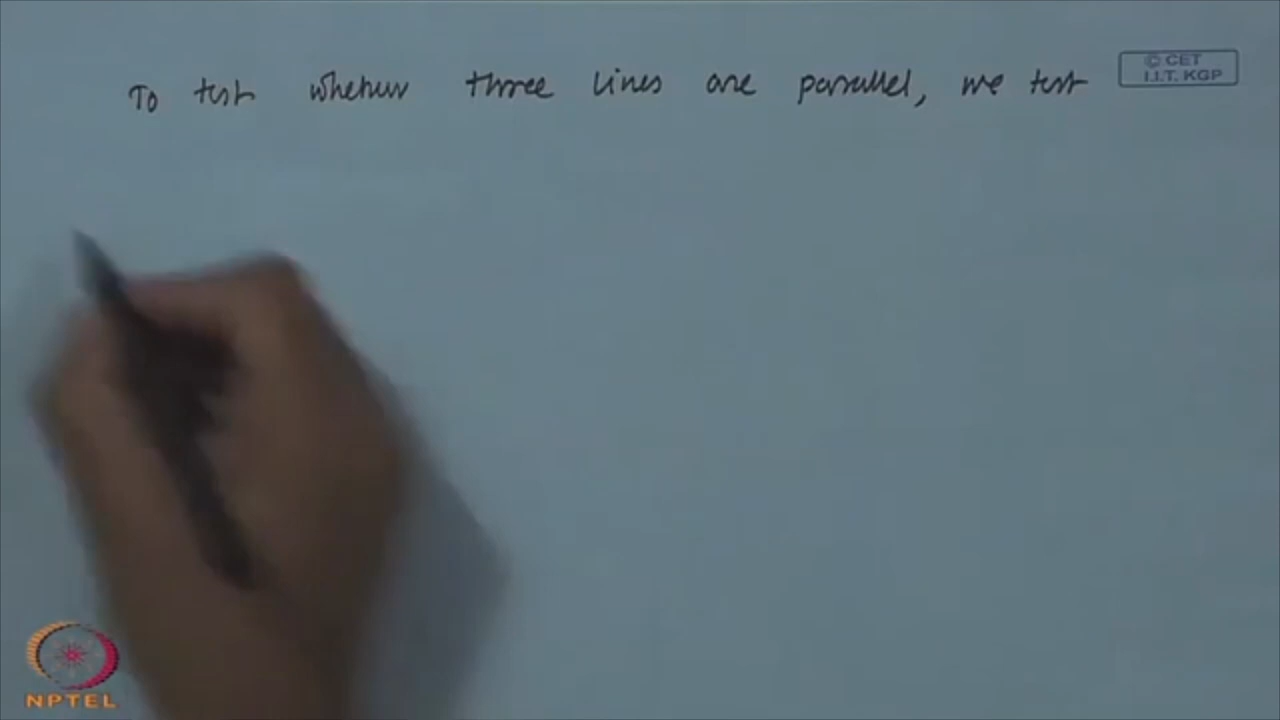 To test whether three lines are parallel, we test
© CET
I.I.T. KGP
NPTEL